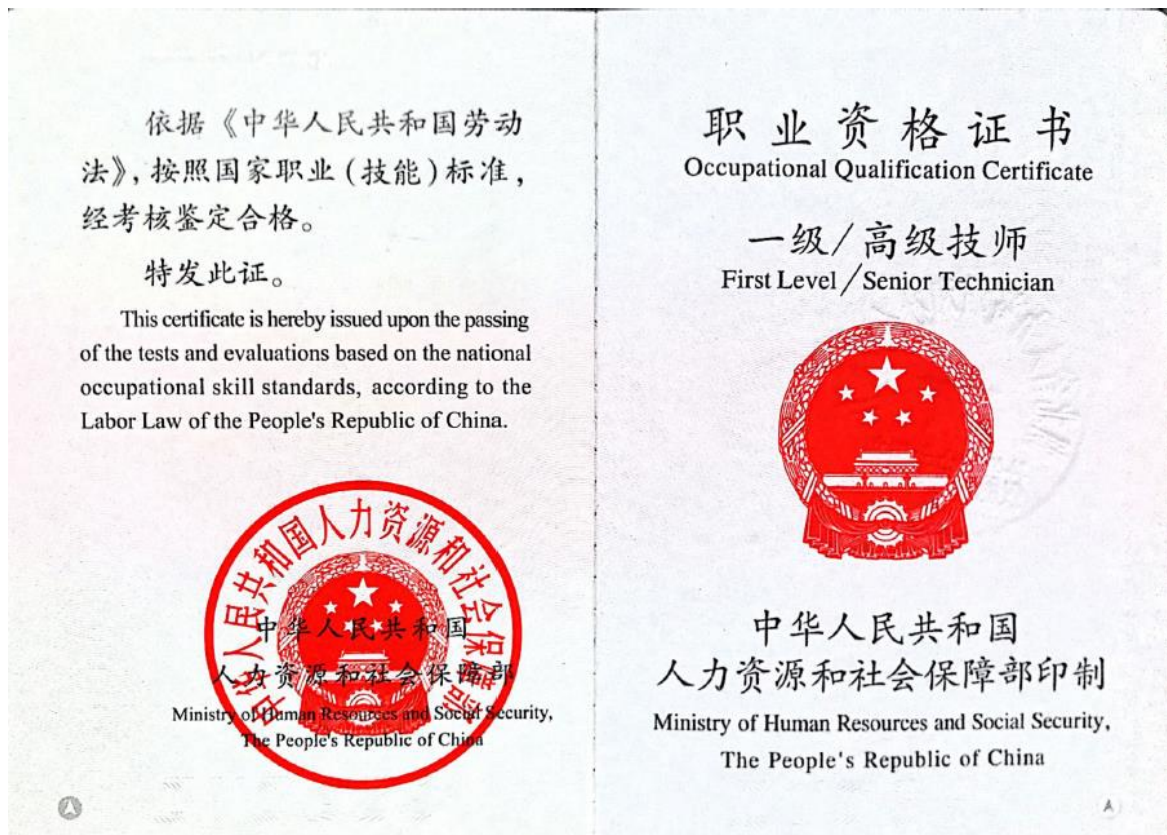 依据《中华人民共和国劳动
法》，按照国家职业(技能)标准，
经考核鉴定合格。
特发此证。
This certificate is hereby issued upon the passing
of the tests and evaluations based on the national
occupational skill standards, according to the
Labor Law of the People's Republic of China.
中华人民共和国人力资源和社会保障部
中华人民共和国
人力资源和社会保障部
Ministry of Human Resources and Social Security,
The People's Republic of China
职业资格证书
Occupational Qualification Certificate
一级/高级技师
First Level/Senior Technician
中华人民共和国
人力资源和社会保障部印制
Ministry of Human Resources and Social Security,
The People's Republic of China